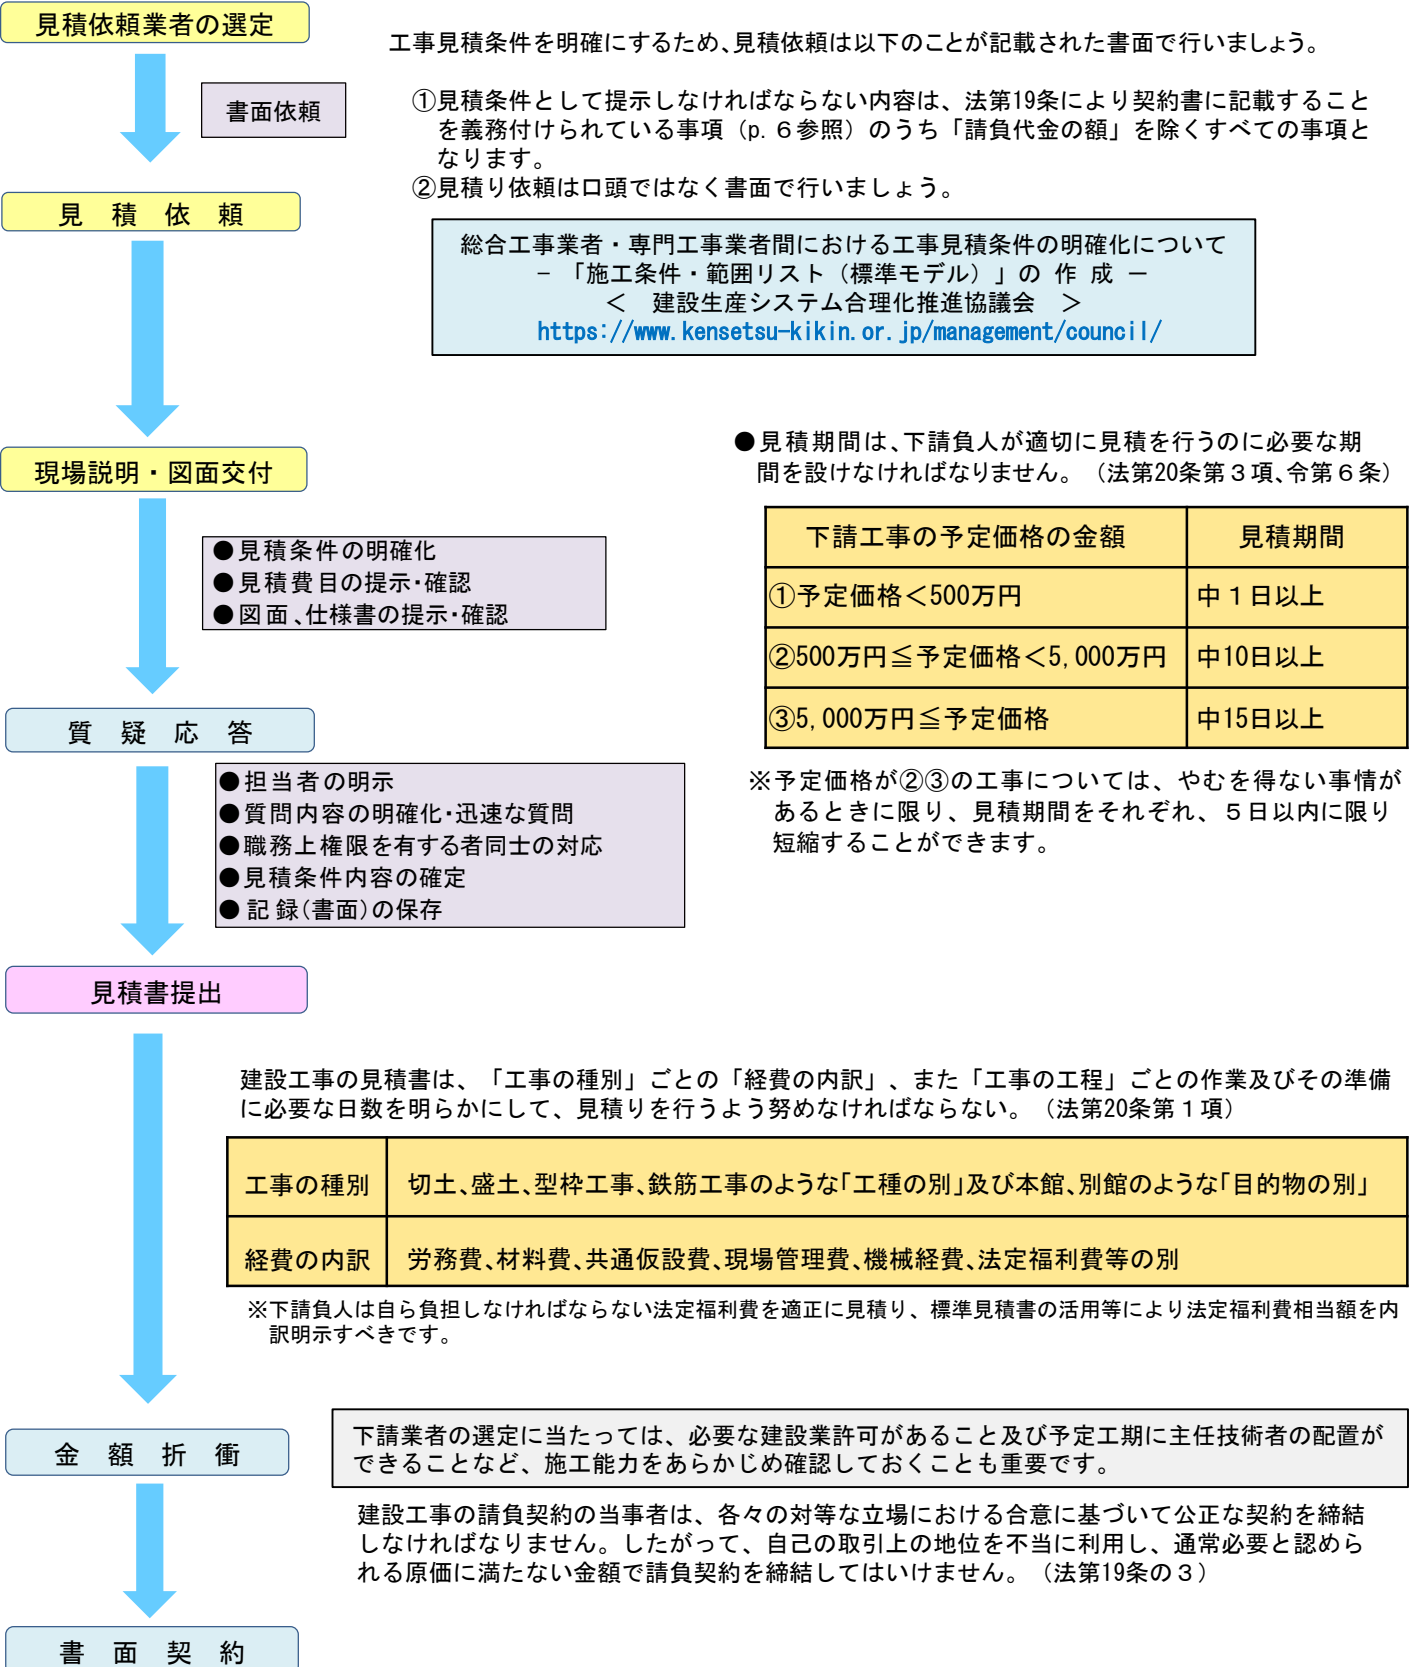 見積依頼業者の選定
工事見積条件を明確にするため、見積依頼は以下のことが記載された書面で行いましょう。
書面依頼
①見積条件として提示しなければならない内容は、法第19条により契約書に記載すること
を義務付けられている事項（p.６参照）のうち「請負代金の額」を除くすべての事項と
なります。
②見積り依頼は口頭ではなく書面で行いましょう。
見 積 依 頼
総合工事業者・専門工事業者間における工事見積条件の明確化について
－ 「施工条件・範囲リスト（標準モデル）」の 作 成 －
＜ 建設生産システム合理化推進協議会 ＞
https://www.kensetsu-kikin.or.jp/management/council/
現場説明・図面交付
●見積条件の明確化
●見積費目の提示・確認
●図面、仕様書の提示・確認
●見積期間は、下請負人が適切に見積を行うのに必要な期
間を設けなければなりません。（法第20条第３項、令第６条）
下請工事の予定価格の金額 見積期間
①予定価格＜500万円 中１日以上
②500万円≦予定価格＜5,000万円 中10日以上
③5,000万円≦予定価格 中15日以上
※予定価格が②③の工事については、やむを得ない事情が
あるときに限り、見積期間をそれぞれ、５日以内に限り
短縮することができます。
質 疑 応 答
●担当者の明示
●質問内容の明確化・迅速な質問
●職務上権限を有する者同士の対応
●見積条件内容の確定
●記録（書面）の保存
見積書提出
建設工事の見積書は、「工事の種別」ごとの「経費の内訳」、また「工事の工程」ごとの作業及びその準備
に必要な日数を明らかにして、見積りを行うよう努めなければならない。（法第20条第１項）
工事の種別 切土、盛土、型枠工事、鉄筋工事のような「工種の別」及び本館、別館のような「目的物の別」
経費の内訳 労務費、材料費、共通仮設費、現場管理費、機械経費、法定福利費等の別
※下請負人は自ら負担しなければならない法定福利費を適正に見積り、標準見積書の活用等により法定福利費相当額を内
訳明示すべきです。
金 額 折 衝
下請業者の選定に当たっては、必要な建設業許可があること及び予定工期に主任技術者の配置が
できることなど、施工能力をあらかじめ確認しておくことも重要です。
建設工事の請負契約の当事者は、各々の対等な立場における合意に基づいて公正な契約を締結
しなければなりません。したがって、自己の取引上の地位を不当に利用し、通常必要と認めら
れる原価に満たない金額で請負契約を締結してはいけません。（法第19条の３）
書 面 契 約